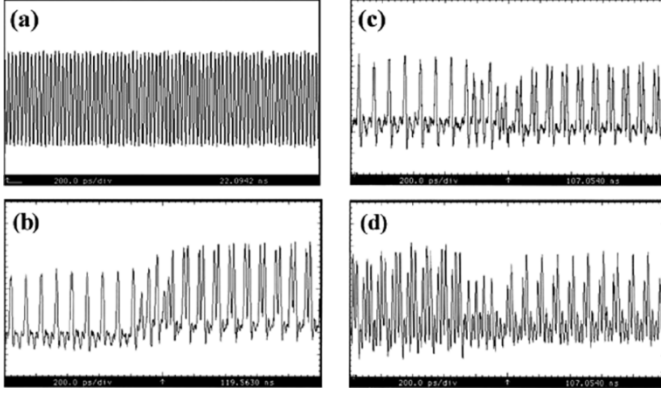 (a)
200.0 ps/div 22.0942 ns
(b)
200.0 ps/div 119.5630 ns
(c)
200.0 ps/div 107.0540 ns
(d)
200.0 ps/div 107.0540 ns